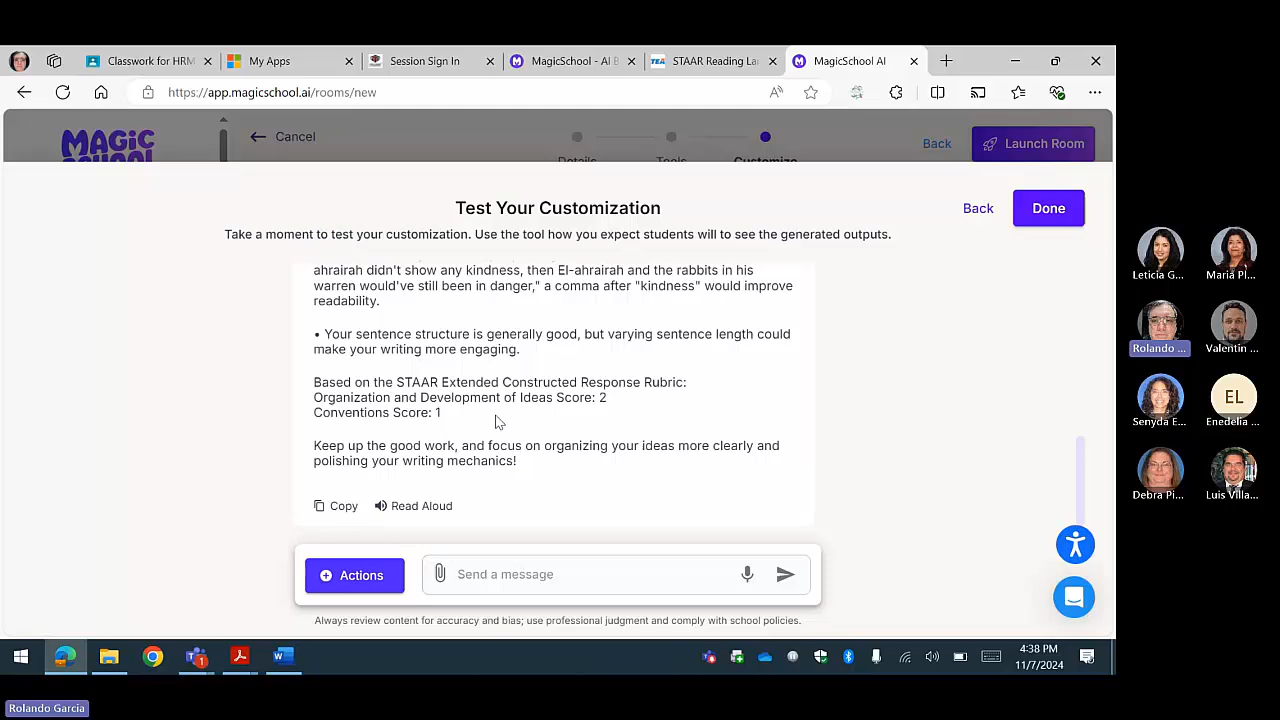 Classwork for HRM
My Apps
Session Sign In
MagicSchool - AI B
TEA
STAAR Reading La
MagicSchool AI
https://app.magicschool.ai/rooms/new
MAGIC
SCHOOL
Cancel
Details
Tools
Customize
Back
Launch Room
Test Your Customization
Back
Done
Take a moment to test your customization. Use the tool how you expect students will to see the generated outputs.
ahrairah didn't show any kindness, then El-ahrairah and the rabbits in his
warren would've still been in danger," a comma after "kindness" would improve
readability.
• Your sentence structure is generally good, but varying sentence length could
make your writing more engaging.
Based on the STAAR Extended Constructed Response Rubric:
Organization and Development of Ideas Score: 2
Conventions Score: 1
Keep up the good work, and focus on organizing your ideas more clearly and
polishing your writing mechanics!
Copy
Read Aloud
Actions
Send a message
Always review content for accuracy and bias; use professional judgment and comply with school policies.
4:38 PM
11/7/2024
Leticia G...
Maria Pl...
Rolando ...
Valentin ...
Senyda E...
EL
Enedelia ...
Debra Pi...
Luis Villa...
Rolando Garcia